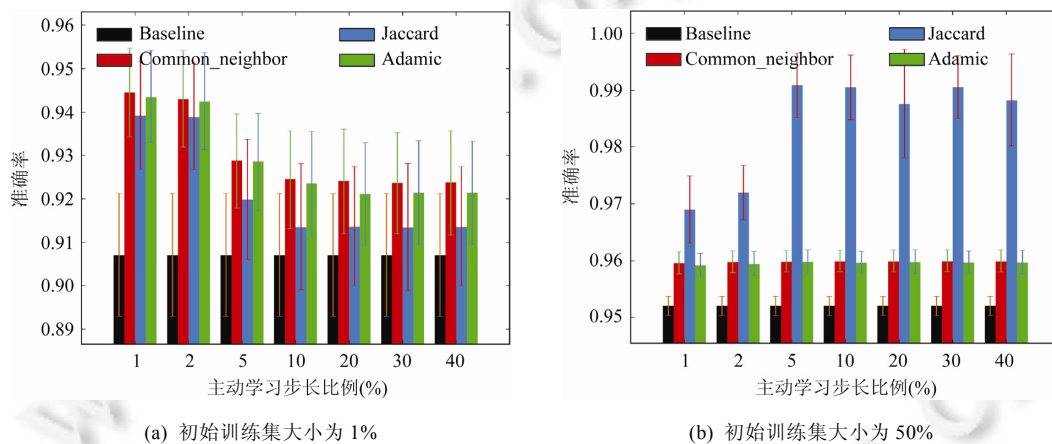 0.96
0.95
0.94
0.93
0.92
0.91
0.90
0.89
准确率
Baseline
Jaccard
Common_neighbor
Adamic
1 2 5 10 20 30 40
主动学习步长比例(%)
(a) 初始训练集大小为 1%
1.00
0.99
0.98
0.97
0.96
0.95
准确率
Baseline
Jaccard
Common_neighbor
Adamic
1 2 5 10 20 30 40
主动学习步长比例(%)
(b) 初始训练集大小为 50%